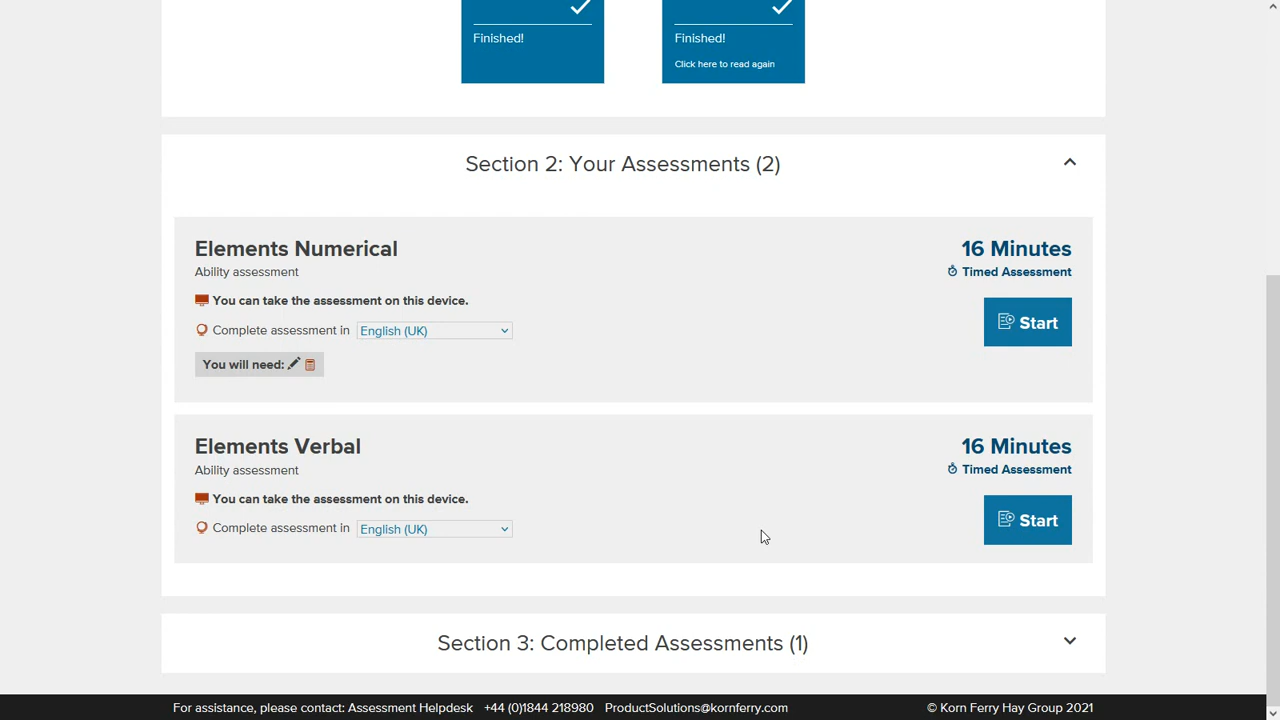 Finished!
Finished!
Click here to read again
Section 2: Your Assessments (2)
Elements Numerical
16 Minutes
Ability assessment
Timed Assessment
You can take the assessment on this device.
Complete assessment in English (UK)
Start
You will need:
Elements Verbal
16 Minutes
Ability assessment
Timed Assessment
You can take the assessment on this device.
Complete assessment in English (UK)
Start
Section 3: Completed Assessments (1)
For assistance, please contact: Assessment Helpdesk +44 (0)1844 218980 ProductSolutions@kornferry.com © Korn Ferry Hay Group 2021